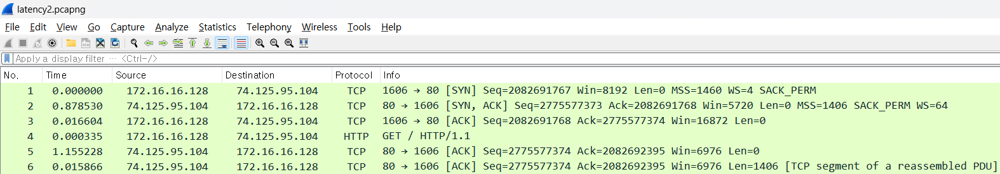 latency2.pcapng
File Edit View Go Capture Analyze Statistics Telephony Wireless Tools Help
Apply a display filter ··· <Ctrl-/>
No. Time Source Destination Protocol Info
1 0.000000 172.16.16.128 74.125.95.104 TCP 1606 → 80 [SYN] Seq=2082691767 Win=8192 Len=0 MSS=1460 WS=4 SACK_PERM
2 0.878530 74.125.95.104 172.16.16.128 TCP 80 → 1606 [SYN, ACK] Seq=2775577373 Ack=2082691768 Win=5720 Len=0 MSS=1406 SACK_PERM WS=64
3 0.016604 172.16.16.128 74.125.95.104 TCP 1606 → 80 [ACK] Seq=2082691768 Ack=2775577374 Win=16872 Len=0
4 0.000335 172.16.16.128 74.125.95.104 HTTP GET / HTTP/1.1
5 1.155228 74.125.95.104 172.16.16.128 TCP 80 → 1606 [ACK] Seq=2775577374 Ack=2082692395 Win=6976 Len=0
6 0.015866 74.125.95.104 172.16.16.128 TCP 80 → 1606 [ACK] Seq=2775577374 Ack=2082692395 Win=6976 Len=1406 [TCP segment of a reassembled PDU]